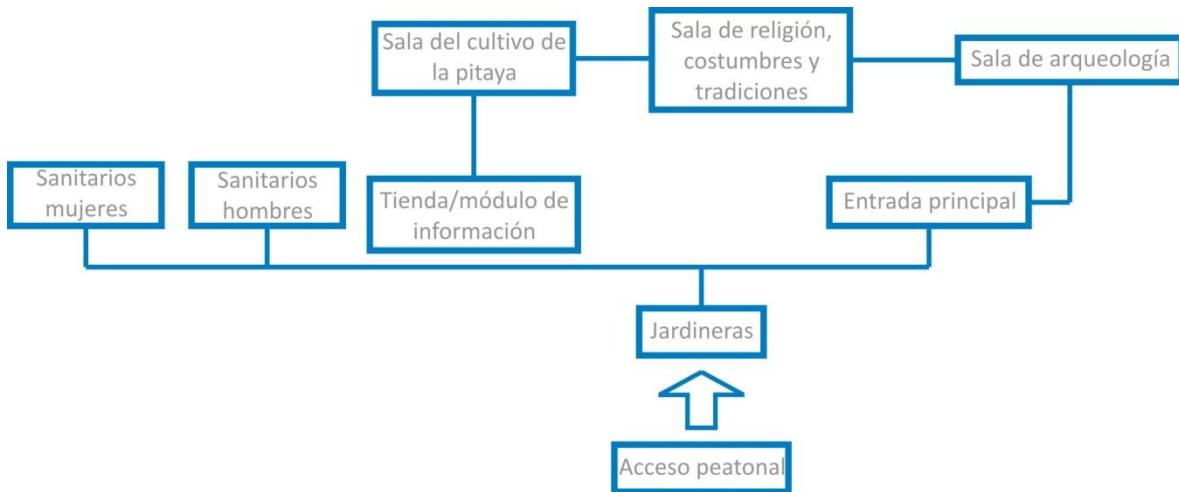 Sala del cultivo de
la pitaya
Sala de religión,
costumbres y
tradiciones
Sala de arqueología
Sanitarios
mujeres
Sanitarios
hombres
Tienda/módulo de
información
Entrada principal
Jardineras
Acceso peatonal